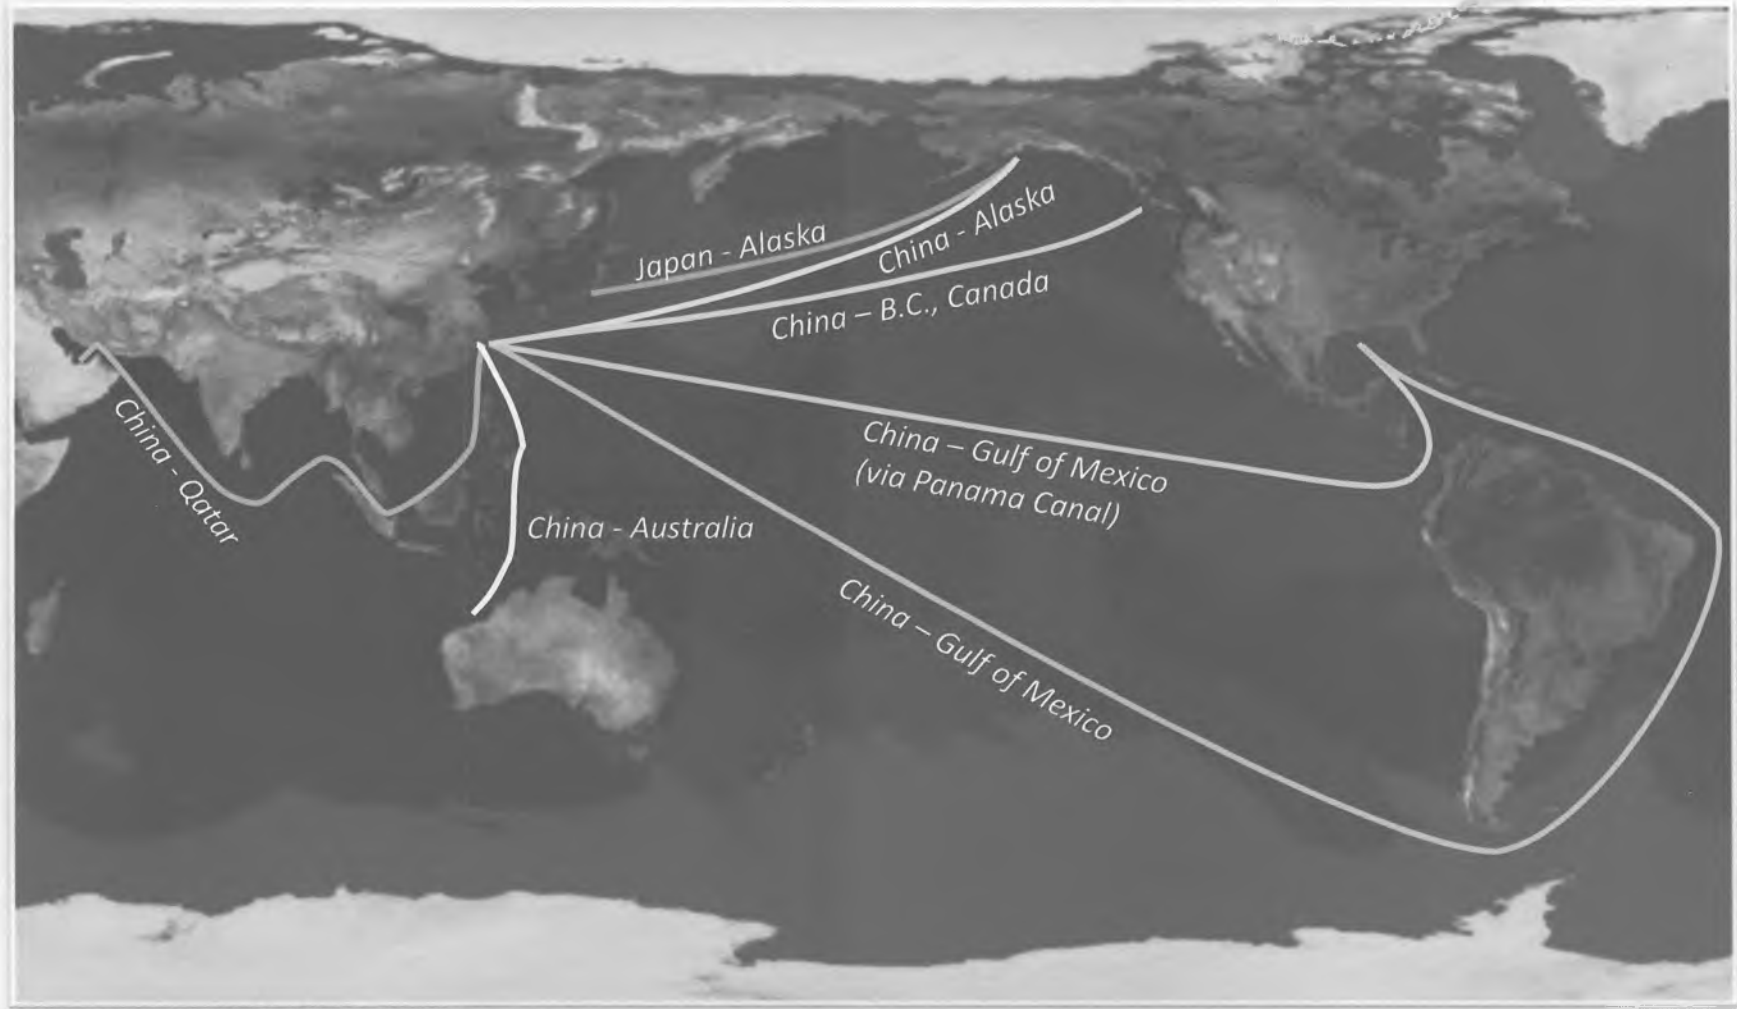 Japan - Alaska
China - Alaska
China – B.C., Canada
China - Qatar
China – Gulf of Mexico
(via Panama Canal)
China - Australia
China – Gulf of Mexico